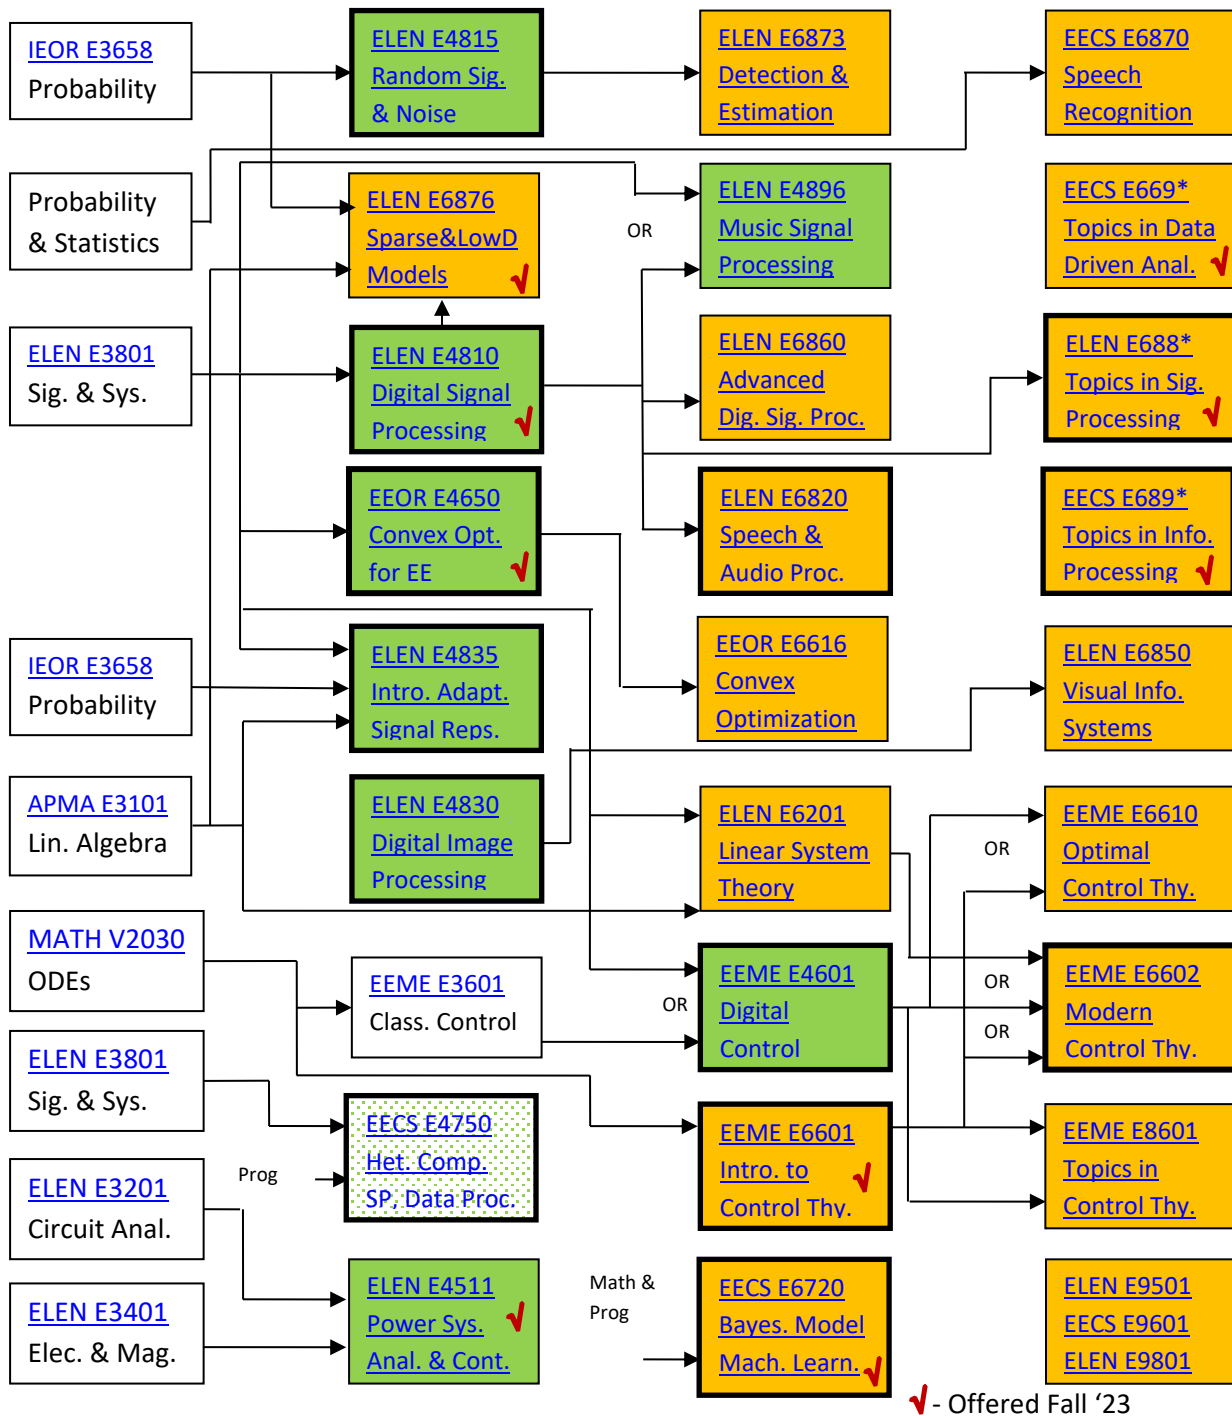 IEOR E3658
Probability
ELEN E4815
Random Sig.
& Noise
ELEN E6873
Detection &
Estimation
EECS E6870
Speech
Recognition
Probability
& Statistics
ELEN E6876
Sparse&LowD
Models
OR
ELEN E4896
Music Signal
Processing
EECS E669*
Topics in Data
Driven Anal.
ELEN E3801
Sig. & Sys.
ELEN E4810
Digital Signal
Processing
ELEN E6860
Advanced
Dig. Sig. Proc.
ELEN E688*
Topics in Sig.
Processing
EEOR E4650
Convex Opt.
for EE
ELEN E6820
Speech &
Audio Proc.
EECS E689*
Topics in Info.
Processing
IEOR E3658
Probability
ELEN E4835
Intro. Adapt.
Signal Reps.
EEOR E6616
Convex
Optimization
ELEN E6850
Visual Info.
Systems
APMA E3101
Lin. Algebra
ELEN E4830
Digital Image
Processing
ELEN E6201
Linear System
Theory
OR
EEME E6610
Optimal
Control Thy.
MATH V2030
ODEs
EEME E3601
Class. Control
OR
EEME E4601
Digital
Control
OR
OR
EEME E6602
Modern
Control Thy.
ELEN E3801
Sig. & Sys.
EECS E4750
Het. Comp.
SP, Data Proc.
EEME E6601
Intro. to
Control Thy.
EEME E8601
Topics in
Control Thy.
ELEN E3201
Circuit Anal.
Prog
ELEN E3401
Elec. & Mag.
ELEN E4511
Power Sys.
Anal. & Cont.
Math &
Prog
EECS E6720
Bayes. Model
Mach. Learn.
ELEN E9501
EECS E9601
ELEN E9801
√ - Offered Fall ‘23